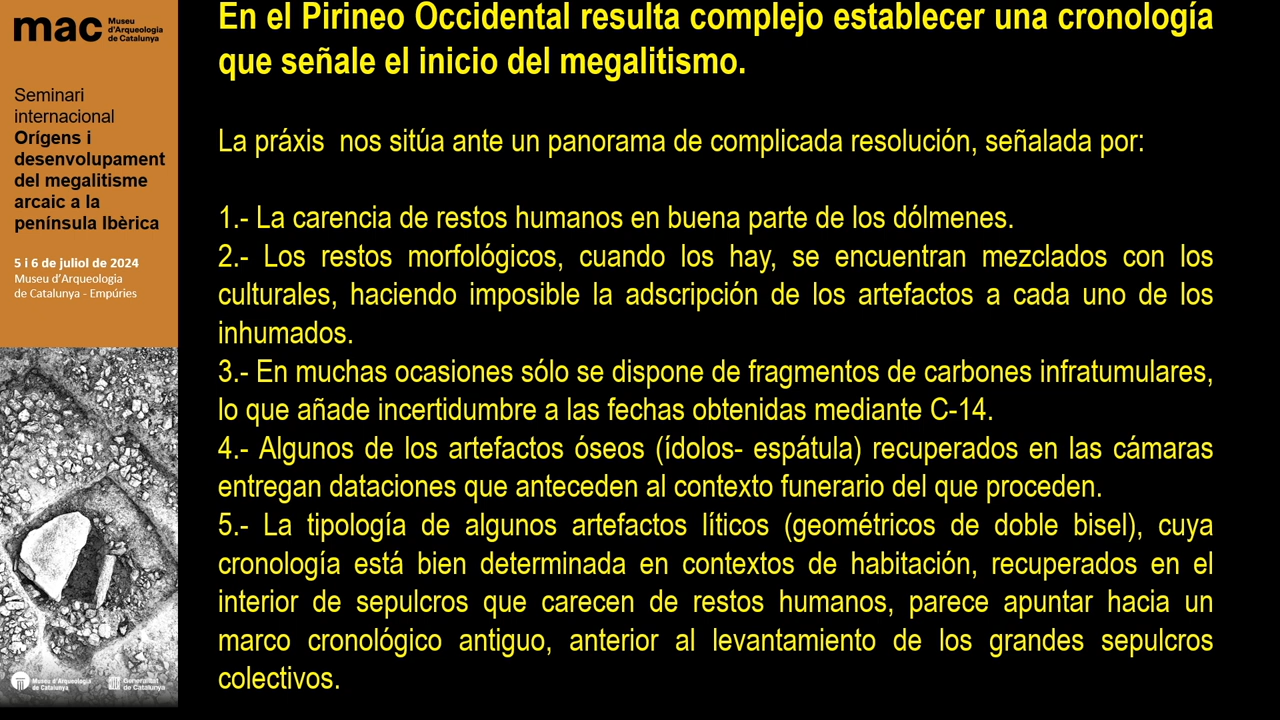 mac Museu
d'Arqueologia
de Catalunya
Seminari
internacional
Orígens i
desenvolupament
del megalitisme
arcaic a la
península Ibèrica
5 i 6 de juliol de 2024
Museu d'Arqueologia
de Catalunya - Empúries
Museu d'Arqueologia
de Catalunya
Generalitat
de Catalunya
En el Pirineo Occidental resulta complejo establecer una cronología
que señale el inicio del megalitismo.
La práxis nos sitúa ante un panorama de complicada resolución, señalada por:
1.- La carencia de restos humanos en buena parte de los dólmenes.
2.- Los restos morfológicos, cuando los hay, se encuentran mezclados con los
culturales, haciendo imposible la adscripción de los artefactos a cada uno de los
inhumados.
3.- En muchas ocasiones sólo se dispone de fragmentos de carbones infratumulares,
lo que añade incertidumbre a las fechas obtenidas mediante C-14.
4.- Algunos de los artefactos óseos (ídolos- espátula) recuperados en las cámaras
entregan dataciones que anteceden al contexto funerario del que proceden.
5.- La tipología de algunos artefactos líticos (geométricos de doble bisel), cuya
cronología está bien determinada en contextos de habitación, recuperados en el
interior de sepulcros que carecen de restos humanos, parece apuntar hacia un
marco cronológico antiguo, anterior al levantamiento de los grandes sepulcros
colectivos.